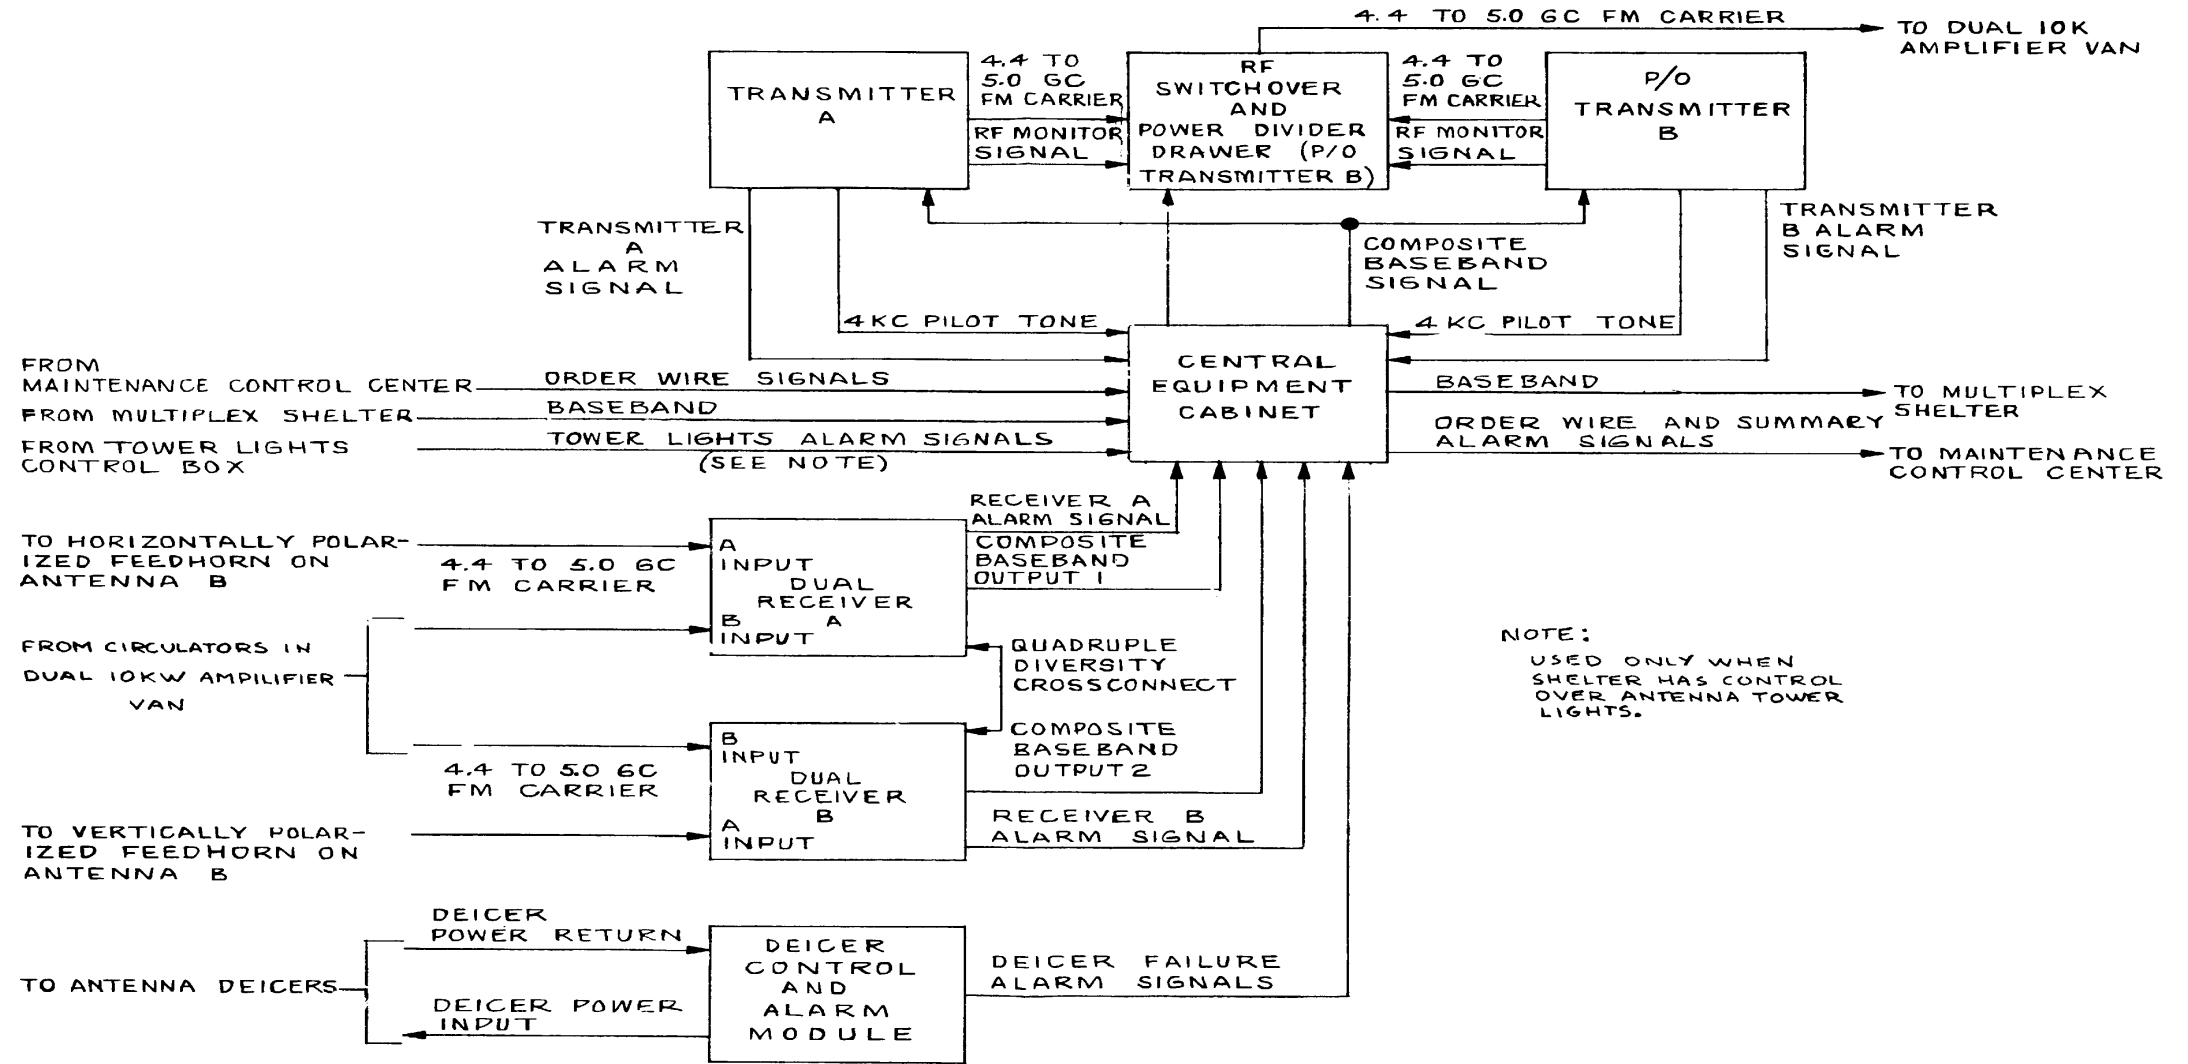 4.4 TO 5.0 GC FM CARRIER
TO DUAL 10K
AMPLIFIER VAN
TRANSMITTER
A
4.4 TO
5.0 GC
FM CARRIER
RF MONITOR
SIGNAL
RF
SWITCHOVER
AND
POWER DIVIDER
DRAWER (P/O
TRANSMITTER B)
4.4 TO
5.0 GC
FM CARRIER
RF MONITOR
SIGNAL
P/O
TRANSMITTER
B
TRANSMITTER
A
ALARM
SIGNAL
COMPOSITE
BASEBAND
SIGNAL
TRANSMITTER
B ALARM
SIGNAL
4 KC PILOT TONE
4 KC PILOT TONE
FROM
MAINTENANCE CONTROL CENTER
ORDER WIRE SIGNALS
FROM MULTIPLEX SHELTER
BASEBAND
FROM TOWER LIGHTS
CONTROL BOX
TOWER LIGHTS ALARM SIGNALS
(SEE NOTE)
CENTRAL
EQUIPMENT
CABINET
BASEBAND
TO MULTIPLEX
SHELTER
ORDER WIRE AND SUMMARY
ALARM SIGNALS
TO MAINTENANCE
CONTROL CENTER
TO HORIZONTALLY POLAR-
IZED FEEDHORN ON
ANTENNA B
4.4 TO 5.0 GC
FM CARRIER
A
INPUT
DUAL
RECEIVER
A
B
INPUT
RECEIVER A
ALARM SIGNAL
COMPOSITE
BASEBAND
OUTPUT 1
FROM CIRCULATORS IN
DUAL 10KW AMPILIFIER
VAN
QUADRUPLE
DIVERSITY
CROSSCONNECT
NOTE:
USED ONLY WHEN
SHELTER HAS CONTROL
OVER ANTENNA TOWER
LIGHTS.
4.4 TO 5.0 GC
FM CARRIER
B
INPUT
DUAL
RECEIVER
B
A
INPUT
COMPOSITE
BASEBAND
OUTPUT 2
RECEIVER B
ALARM SIGNAL
TO VERTICALLY POLAR-
IZED FEEDHORN ON
ANTENNA B
DEICER
POWER RETURN
TO ANTENNA DEICERS
DEICER POWER
INPUT
DEICER
CONTROL
AND
ALARM
MODULE
DEICER FAILURE
ALARM SIGNALS